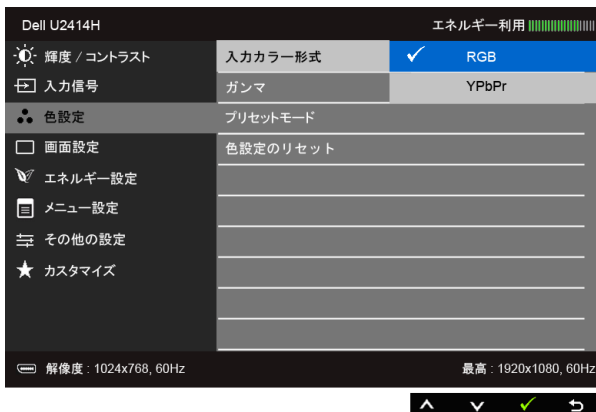 Dell U2414H エネルギー利用
輝度 / コントラスト 入力カラー形式 RGB
入力信号 ガンマ YPbPr
色設定 プリセットモード
画面設定 色設定のリセット
エネルギー設定
メニュー設定
その他の設定
カスタマイズ
解像度 : 1024x768, 60Hz 最高 : 1920x1080, 60Hz